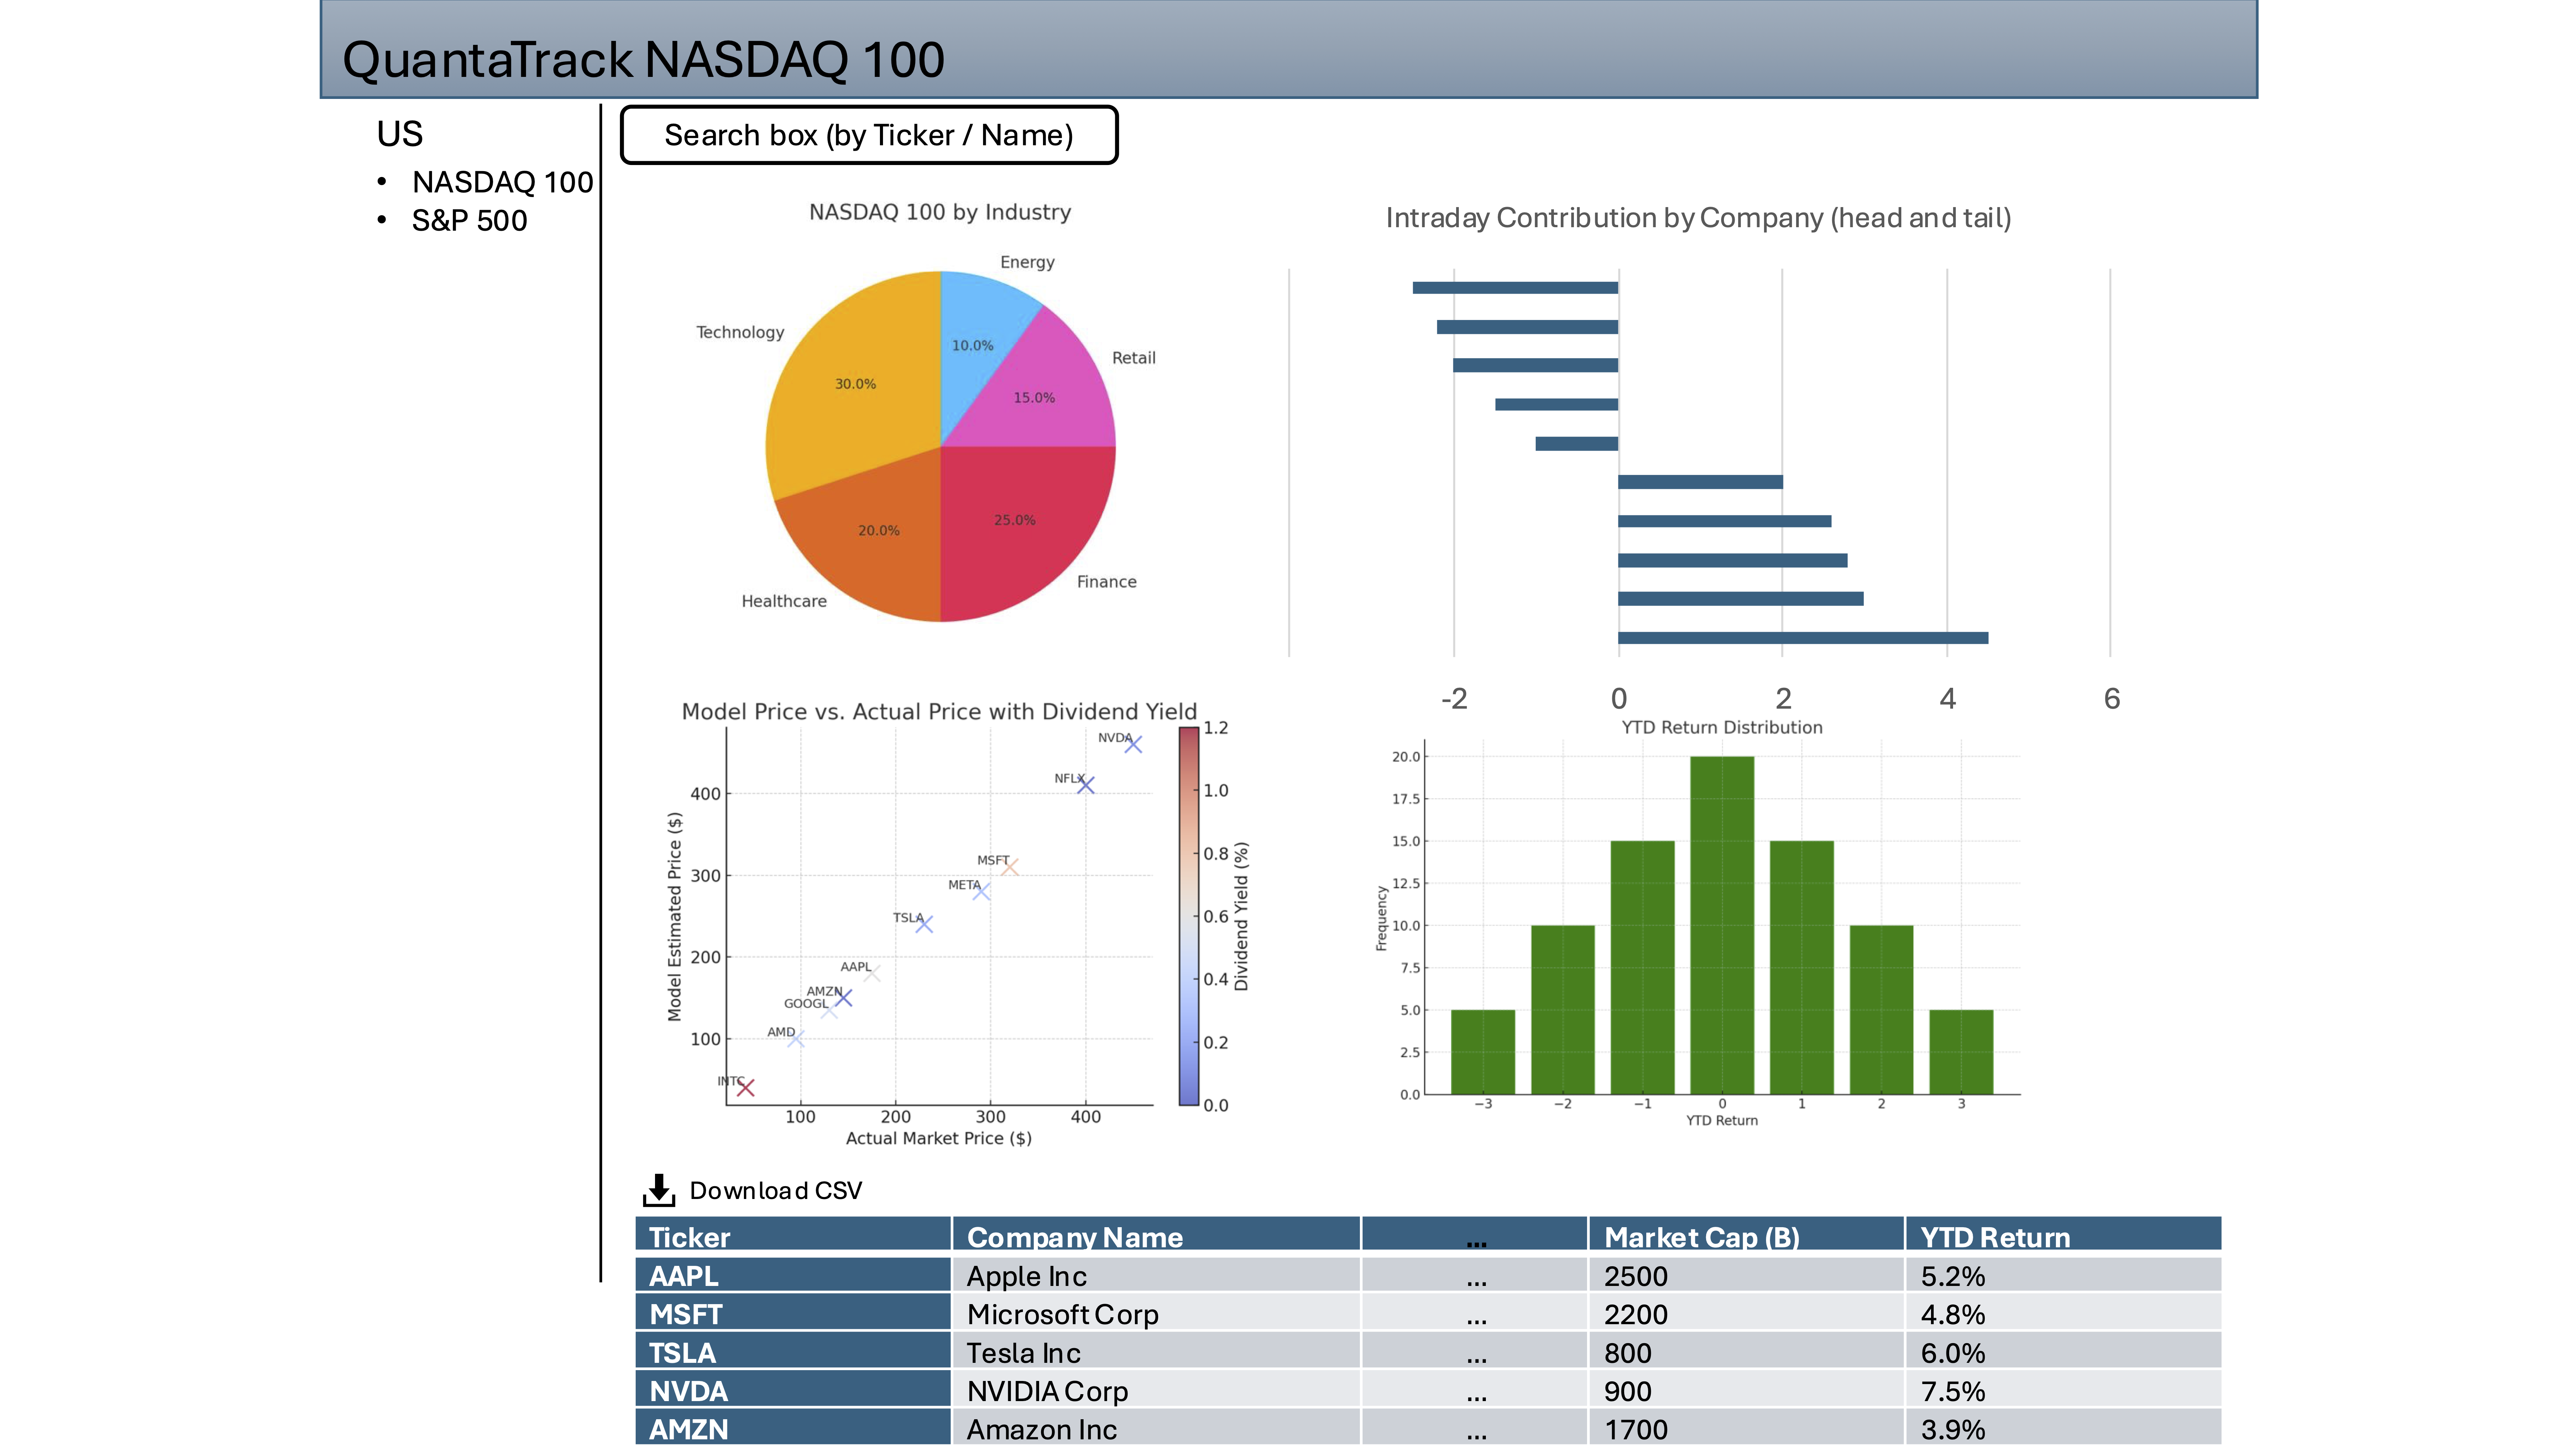 QuantaTrack NASDAQ 100
US
• NASDAQ 100
• S&P 500
Search box (by Ticker / Name)
NASDAQ 100 by Industry
Energy
Technology
Retail
10.0%
30.0%
15.0%
20.0%
25.0%
Finance
Healthcare
Intraday Contribution by Company (head and tail)
-2 0 2 4 6
Model Price vs. Actual Price with Dividend Yield
NVDA
NFLX
MSFT
META
TSLA
AAPL
AMZN
GOOGL
AMD
INTC
400
300
200
100
Model Estimated Price ($)
100 200 300 400
Actual Market Price ($)
1.2
1.0
0.8
0.6
0.4
0.2
0.0
Dividend Yield (%)
YTD Return Distribution
20.0
17.5
15.0
12.5
10.0
7.5
5.0
2.5
0.0
Frequency
−3 −2 −1 0 1 2 3
YTD Return
Download CSV
Ticker Company Name ... Market Cap (B) YTD Return
AAPL Apple Inc ... 2500 5.2%
MSFT Microsoft Corp ... 2200 4.8%
TSLA Tesla Inc ... 800 6.0%
NVDA NVIDIA Corp ... 900 7.5%
AMZN Amazon Inc ... 1700 3.9%